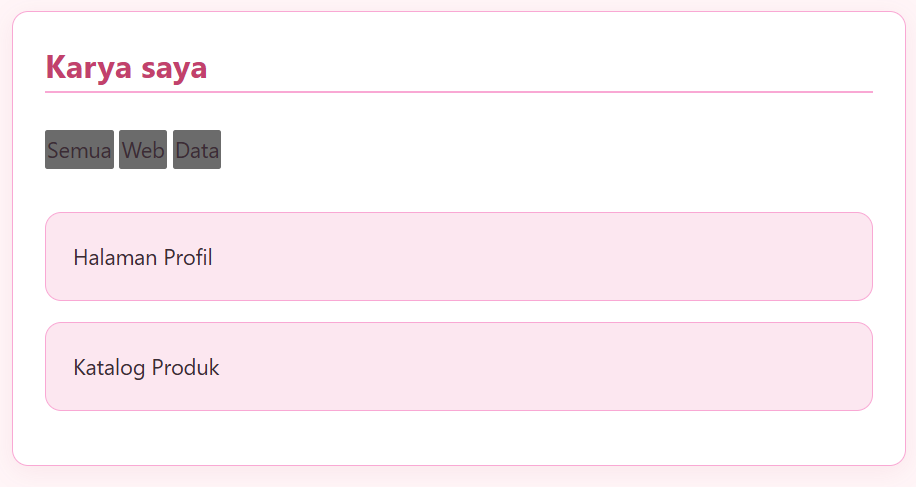 Karya saya
Semua Web Data
Halaman Profil
Katalog Produk